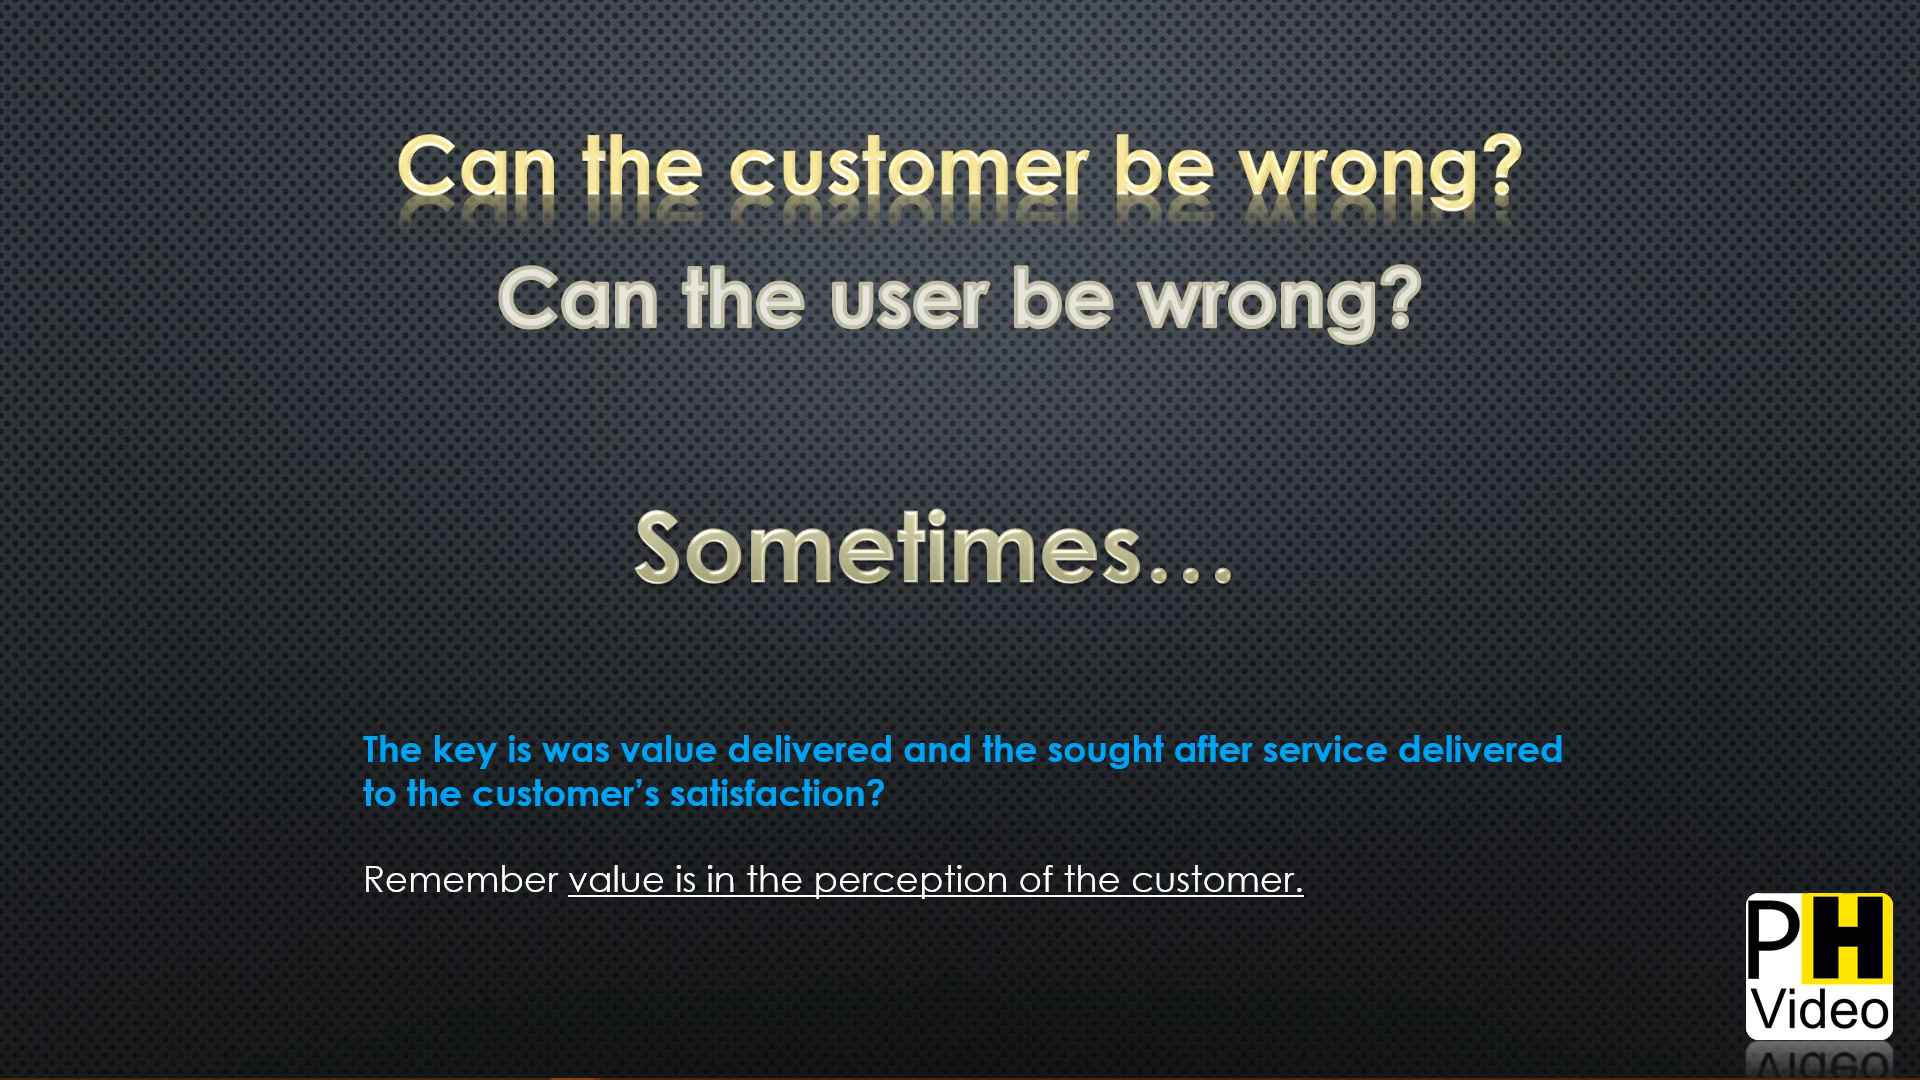 Can the customer be wrong?
Can the user be wrong?
Sometimes...
The key is was value delivered and the sought after service delivered
to the customer’s satisfaction?
Remember value is in the perception of the customer.
PH
Video